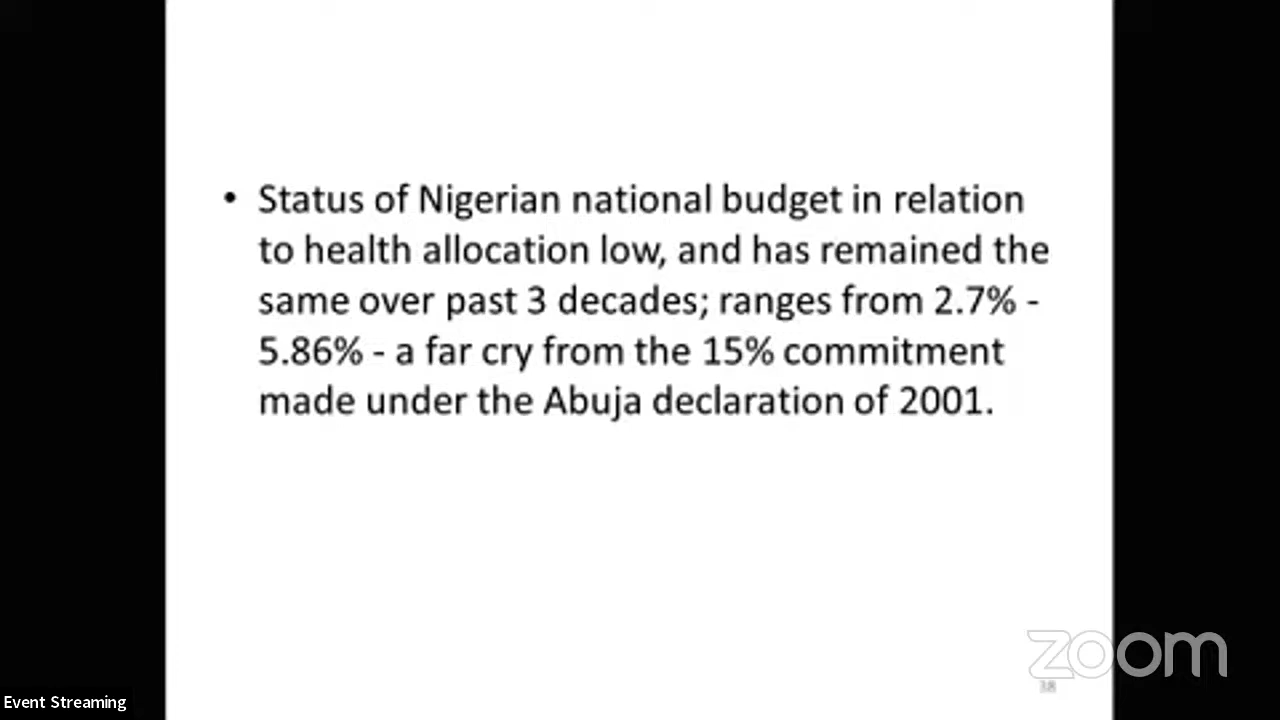 • Status of Nigerian national budget in relation
to health allocation low, and has remained the
same over past 3 decades; ranges from 2.7% -
5.86% - a far cry from the 15% commitment
made under the Abuja declaration of 2001.
zoom
18
Event Streaming